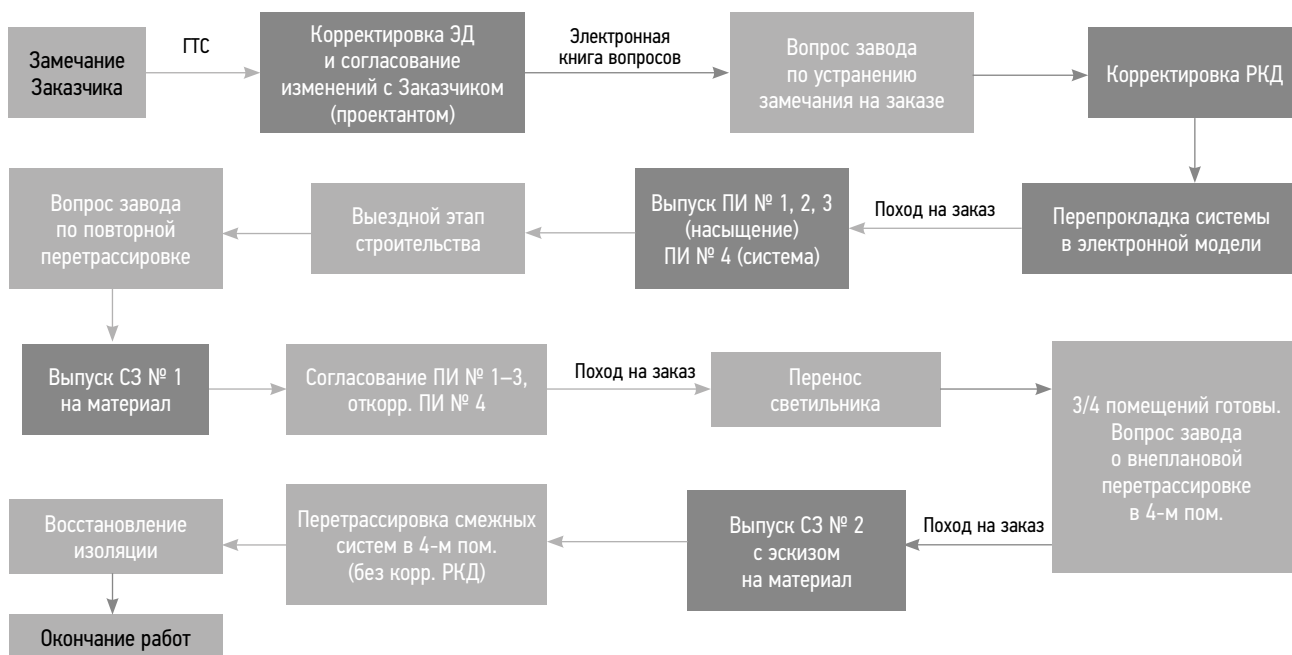 Замечание
Заказчика
ГТС
Корректировка ЭД
и согласование
изменений с Заказчиком
(проектантом)
Электронная
книга вопросов
Вопрос завода
по устранению
замечания на заказе
Корректировка РКД
Перепрокладка системы
в электронной модели
Поход на заказ
Выпуск ПИ № 1, 2, 3
(насыщение)
ПИ № 4 (система)
Выездной этап
строительства
Вопрос завода
по повторной
перетрассировке
Выпуск СЗ № 1
на материал
Согласование ПИ № 1–3,
откорр. ПИ № 4
Поход на заказ
Перенос
светильника
3/4 помещений готовы.
Вопрос завода
о внеплановой
перетрассировке
в 4-м пом.
Поход на заказ
Выпуск СЗ № 2
с эскизом
на материал
Перетрассировка смежных
систем в 4-м пом.
(без корр. РКД)
Восстановление
изоляции
Окончание работ